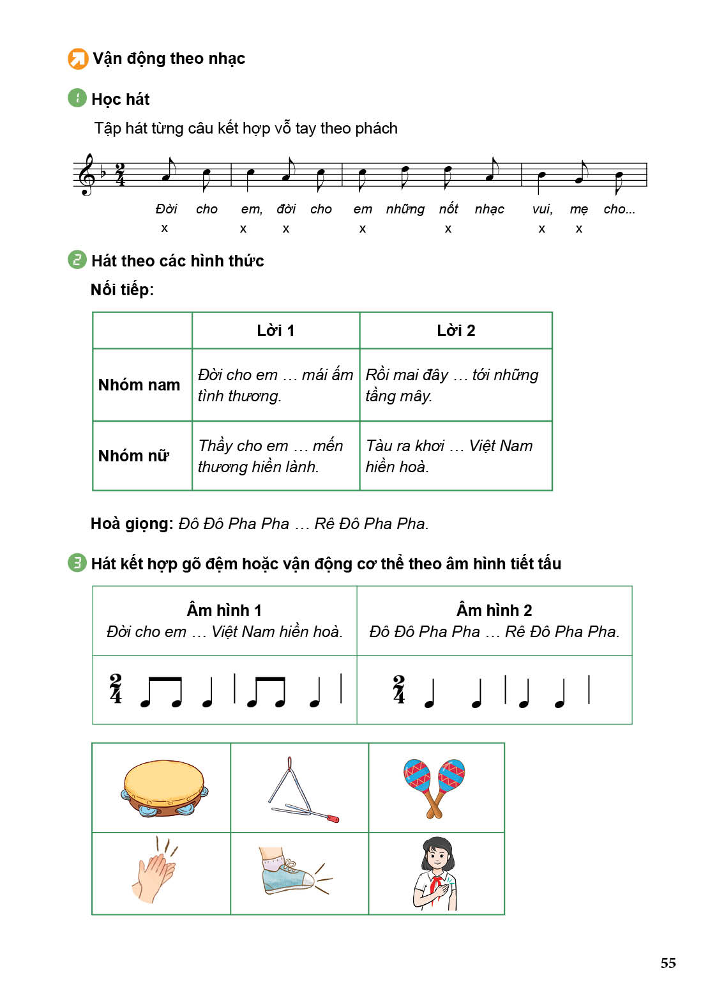 Vận động theo nhạc
1 Học hát
Tập hát từng câu kết hợp vỗ tay theo phách
2
4
Đời cho em, đời cho em những nốt nhạc vui, mẹ cho...
x x x x x x x
2 Hát theo các hình thức
Nối tiếp:
Lời 1 Lời 2
Nhóm nam
Đời cho em … mái ấm
tình thương.
Rồi mai đây … tới những
tầng mây.
Nhóm nữ
Thầy cho em … mến
thương hiền lành.
Tàu ra khơi … Việt Nam
hiền hoà.
Hoà giọng: Đô Đô Pha Pha … Rê Đô Pha Pha.
3 Hát kết hợp gõ đệm hoặc vận động cơ thể theo âm hình tiết tấu
Âm hình 1
Đời cho em … Việt Nam hiền hoà.
Âm hình 2
Đô Đô Pha Pha … Rê Đô Pha Pha.
2
4
2
4
55